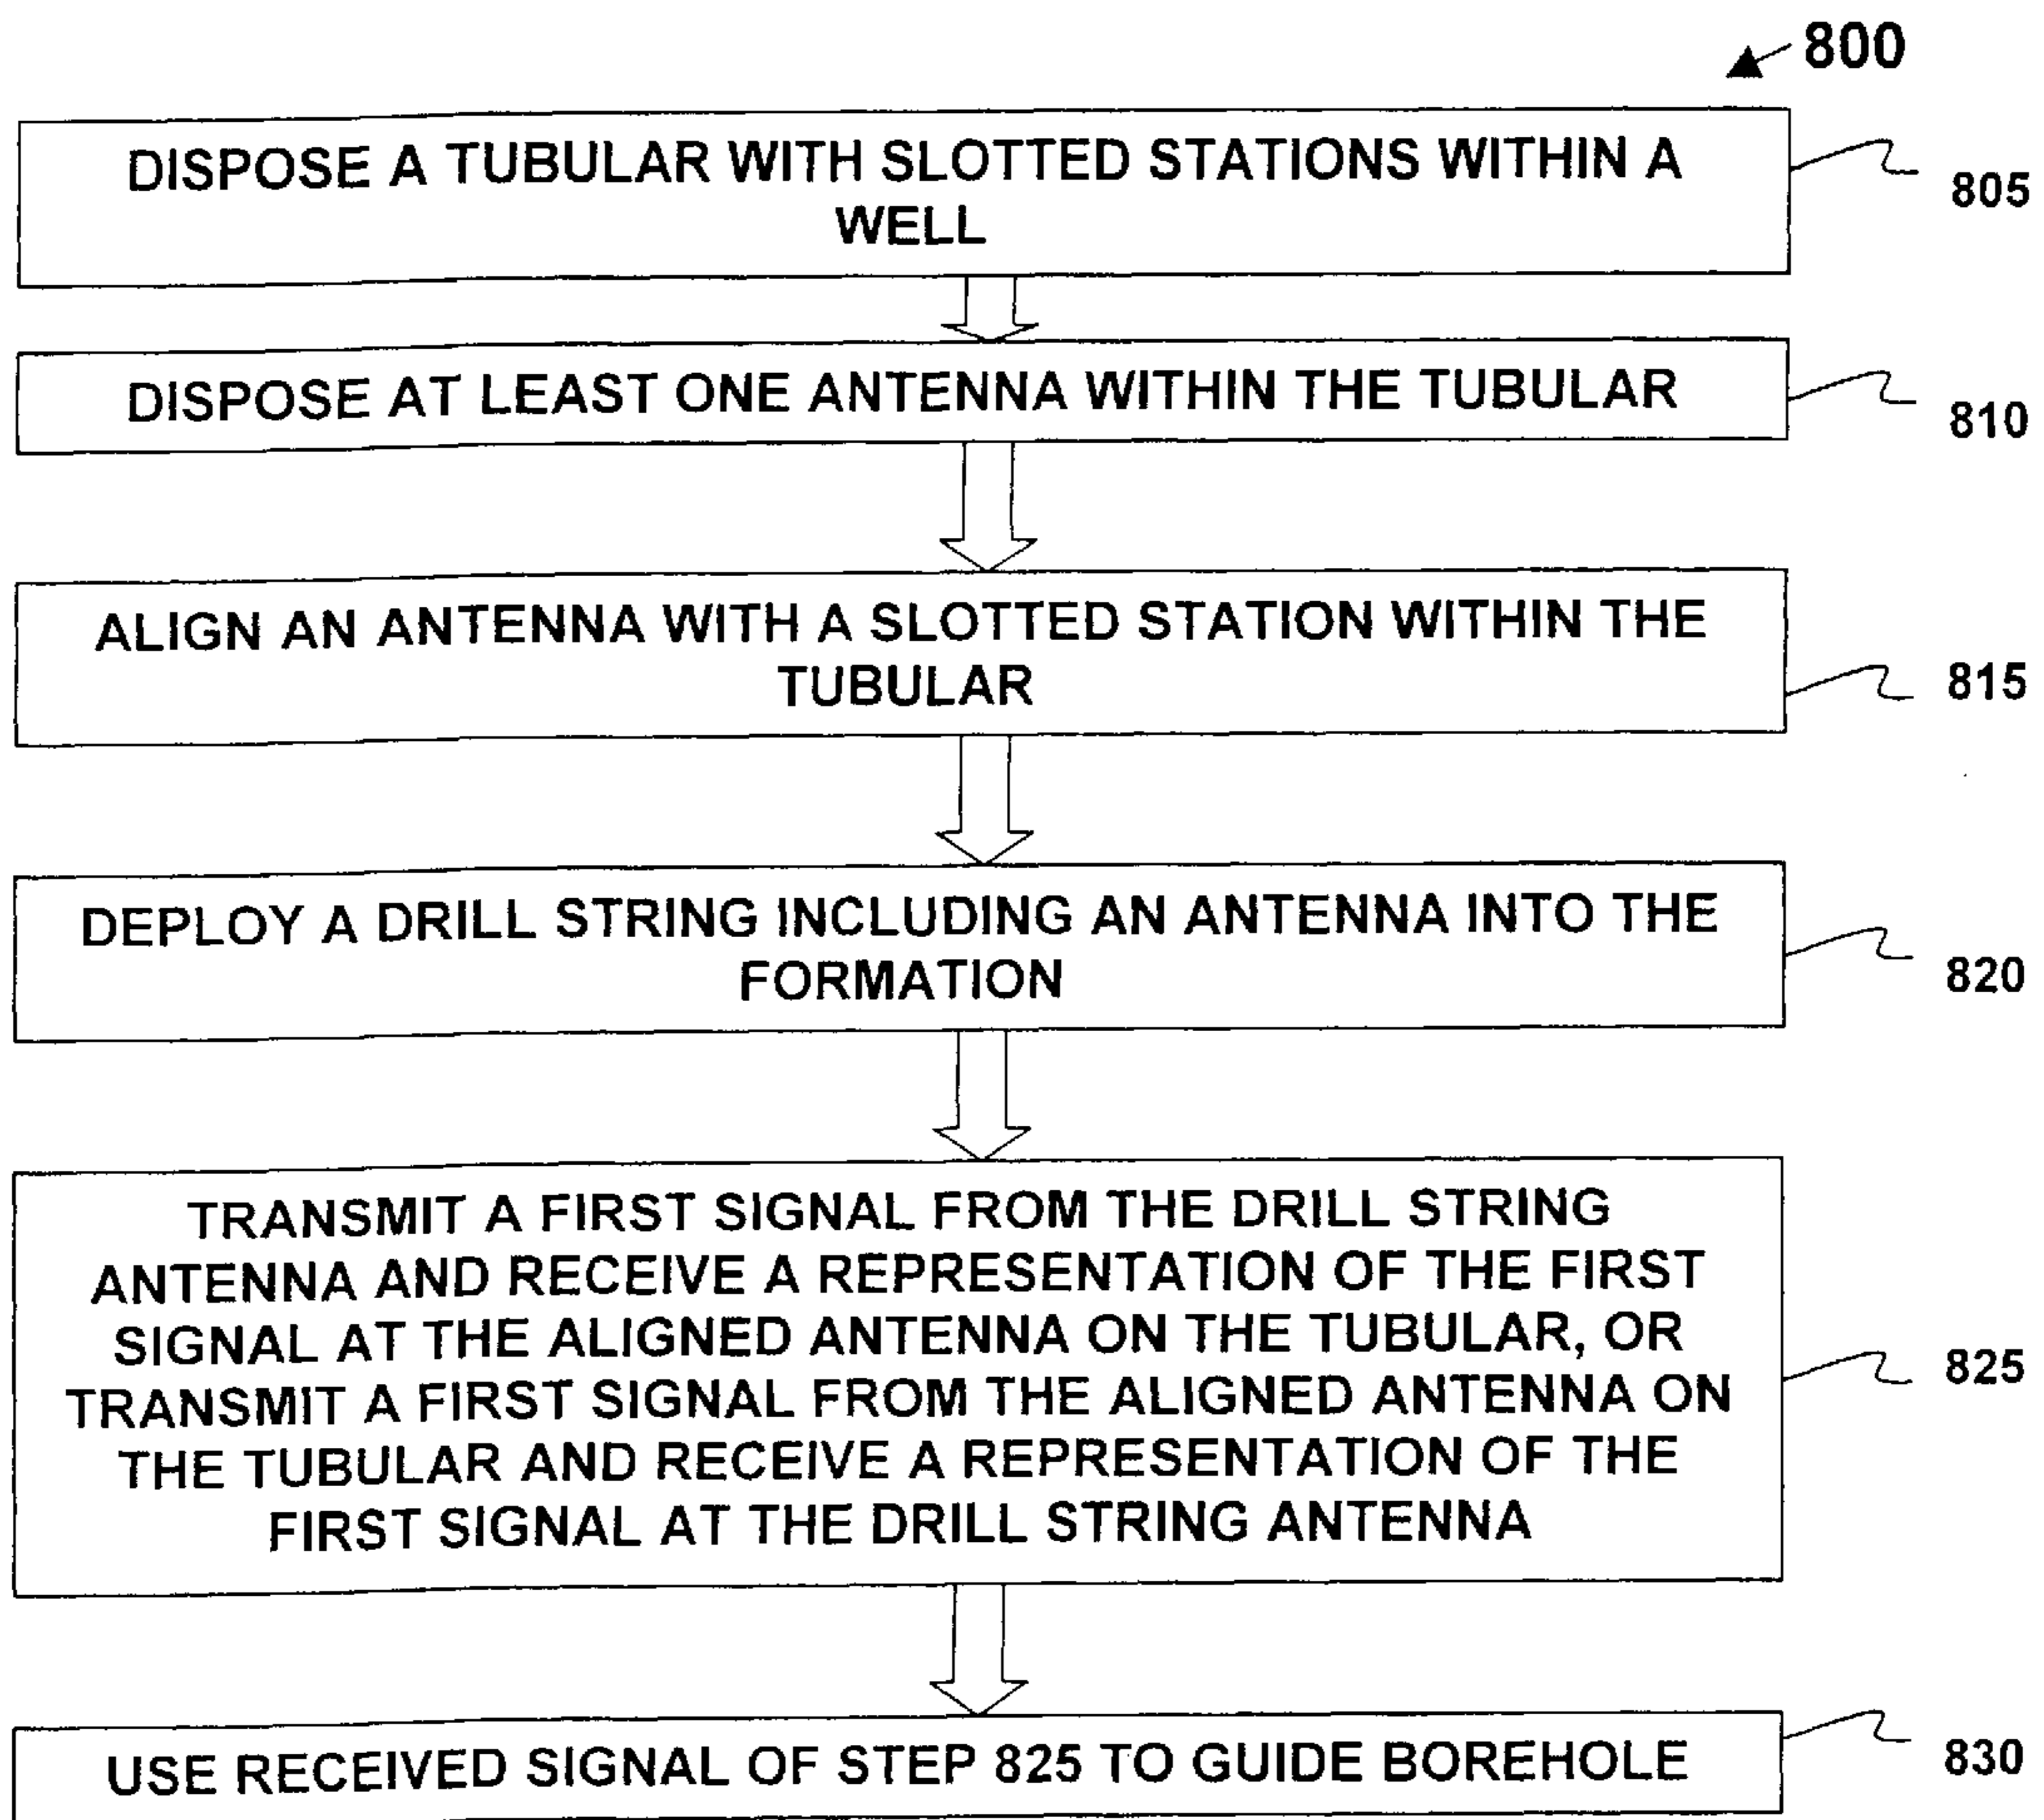 800
DISPOSE A TUBULAR WITH SLOTTED STATIONS WITHIN A
WELL
805
DISPOSE AT LEAST ONE ANTENNA WITHIN THE TUBULAR
810
ALIGN AN ANTENNA WITH A SLOTTED STATION WITHIN THE
TUBULAR
815
DEPLOY A DRILL STRING INCLUDING AN ANTENNA INTO THE
FORMATION
820
TRANSMIT A FIRST SIGNAL FROM THE DRILL STRING
ANTENNA AND RECEIVE A REPRESENTATION OF THE FIRST
SIGNAL AT THE ALIGNED ANTENNA ON THE TUBULAR, OR
TRANSMIT A FIRST SIGNAL FROM THE ALIGNED ANTENNA ON
THE TUBULAR AND RECEIVE A REPRESENTATION OF THE
FIRST SIGNAL AT THE DRILL STRING ANTENNA
825
USE RECEIVED SIGNAL OF STEP 825 TO GUIDE BOREHOLE
830